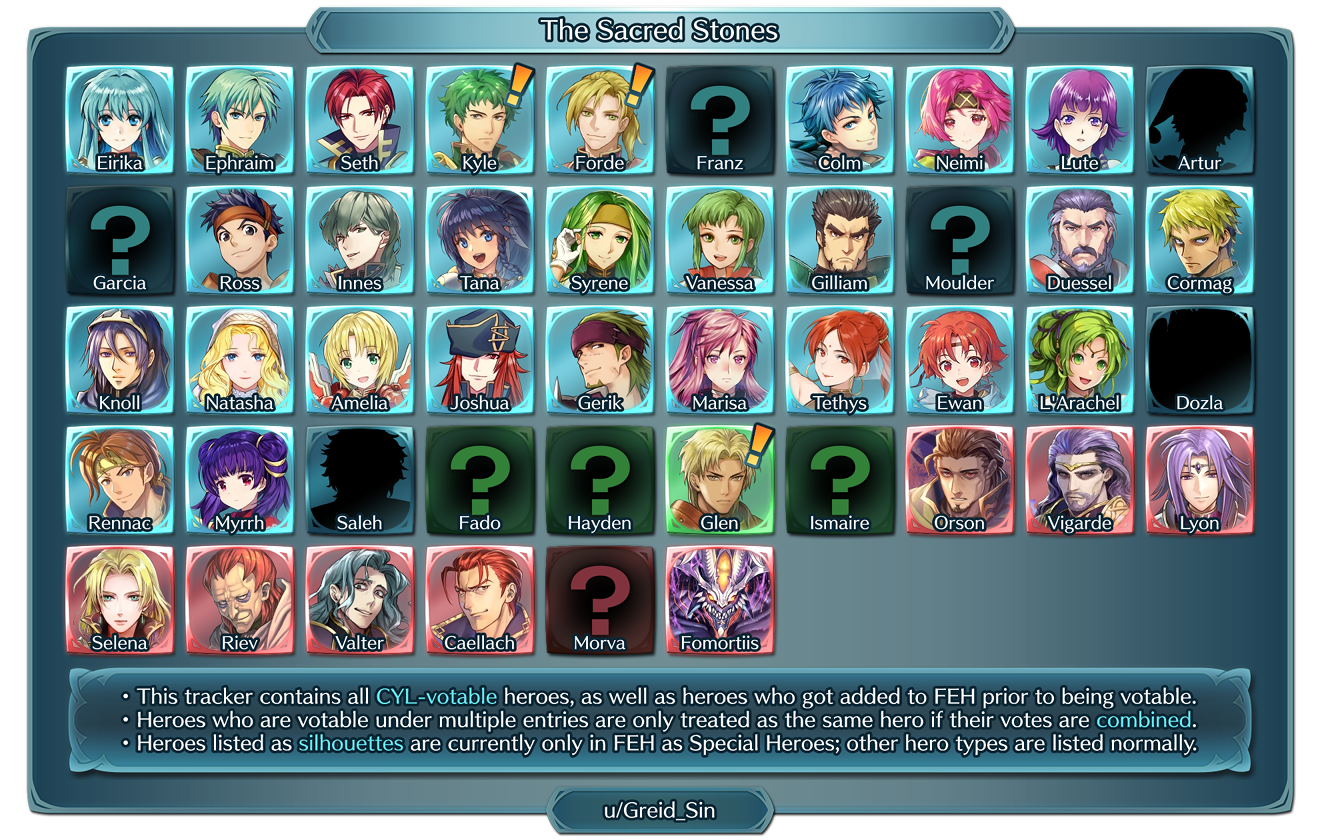 The Sacred Stones
Eirika Ephraim Seth Kyle Forde Franz Colm Neimi Lute Artur
Garcia Ross Innes Tana Syrene Vanessa Gilliam Moulder Duessel Cormag
Knoll Natasha Amelia Joshua Gerik Marisa Tethys Ewan L'Arachel Dozla
Rennac Myrrh Saleh Fado Hayden Glen Ismaire Orson Vigarde Lyon
Selena Riev Valter Caellach Morva Fomortiis
• This tracker contains all CYL-votable heroes, as well as heroes who got added to FEH prior to being votable.
• Heroes who are votable under multiple entries are only treated as the same hero if their votes are combined.
• Heroes listed as silhouettes are currently only in FEH as Special Heroes; other hero types are listed normally.
u/Greid_Sin